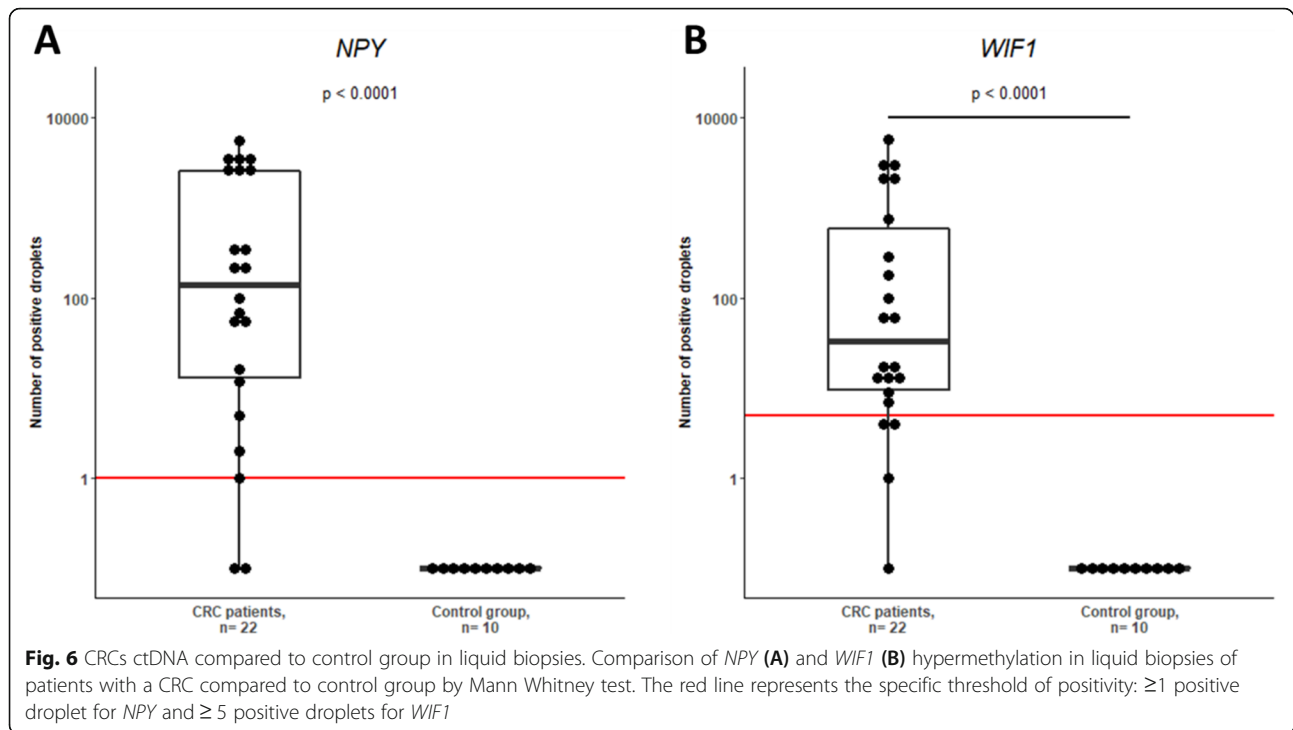 A
NPY
p < 0.0001
10000
100
1
Number of positive droplets
CRC patients,
n= 22
Control group,
n= 10
B
WIF1
p < 0.0001
10000
100
1
Number of positive droplets
CRC patients,
n= 22
Control group,
n= 10
Fig. 6 CRCs ctDNA compared to control group in liquid biopsies. Comparison of NPY (A) and WIF1 (B) hypermethylation in liquid biopsies of
patients with a CRC compared to control group by Mann Whitney test. The red line represents the specific threshold of positivity: ≥1 positive
droplet for NPY and ≥ 5 positive droplets for WIF1